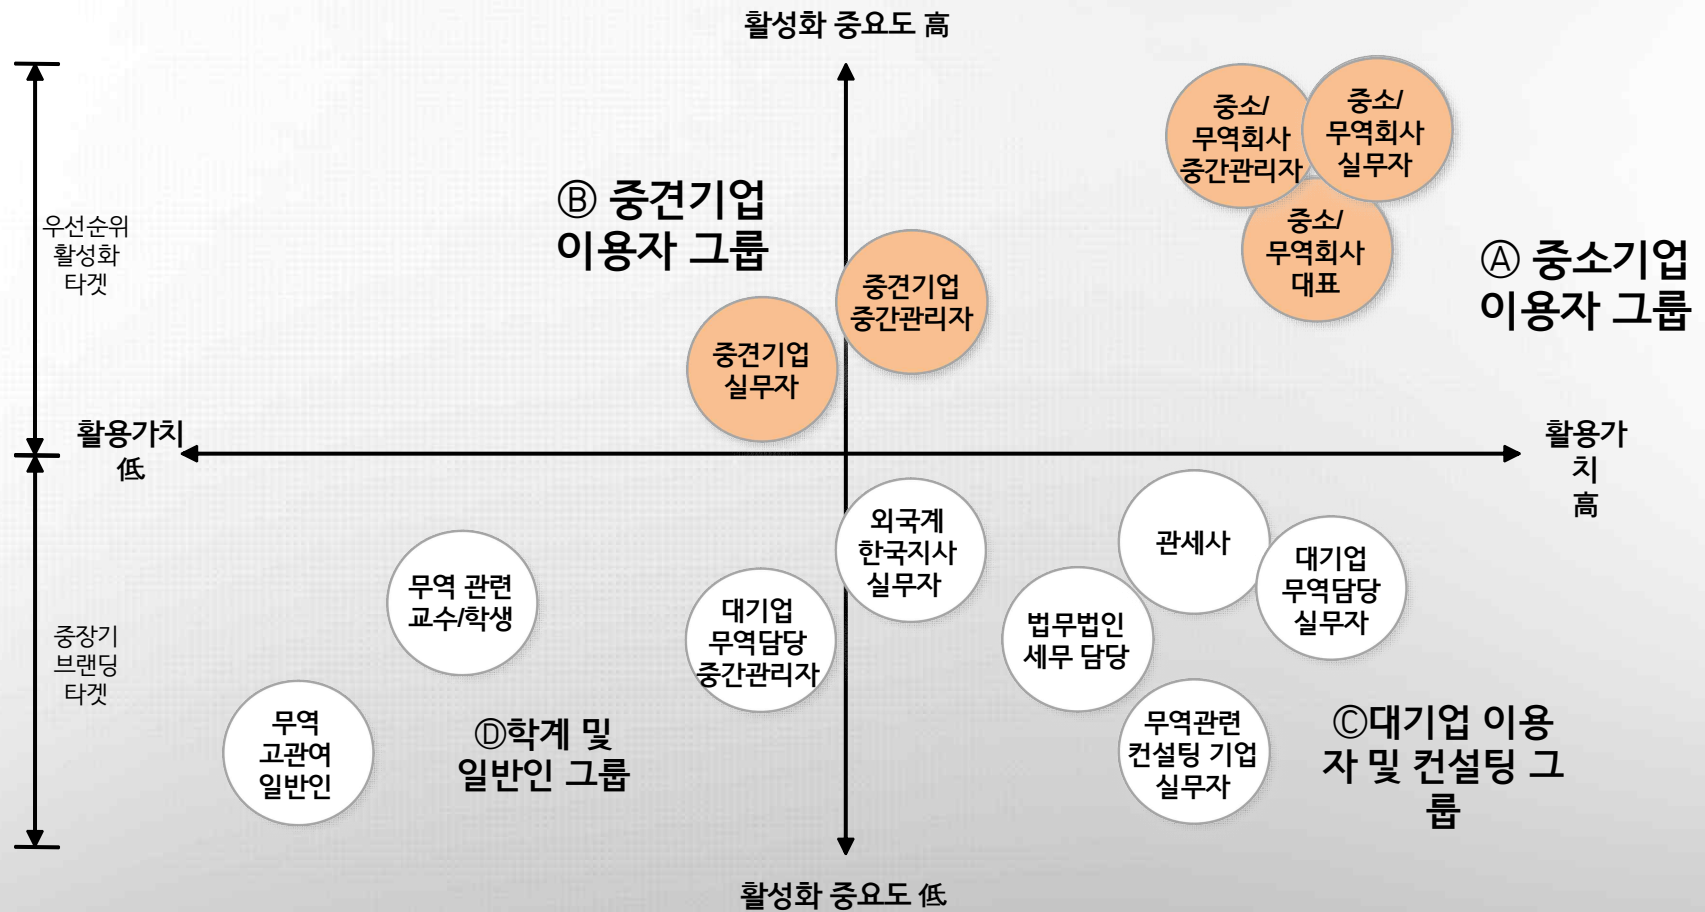 활성화 중요도 高
중소/
무역회사
중간관리자
중소/
무역회사
실무자
중소/
무역회사
대표
Ⓐ 중소기업
이용자 그룹
Ⓑ 중견기업
이용자 그룹
중견기업
중간관리자
중견기업
실무자
우선순위
활성화
타겟
활용가치
低
활용가
치
高
외국계
한국지사
실무자
관세사
대기업
무역담당
실무자
법무법인
세무 담당
무역관련
컨설팅 기업
실무자
Ⓒ대기업 이용
자 및 컨설팅 그
룹
무역 관련
교수/학생
대기업
무역담당
중간관리자
무역
고관여
일반인
Ⓓ학계 및
일반인 그룹
중장기
브랜딩
타겟
활성화 중요도 低